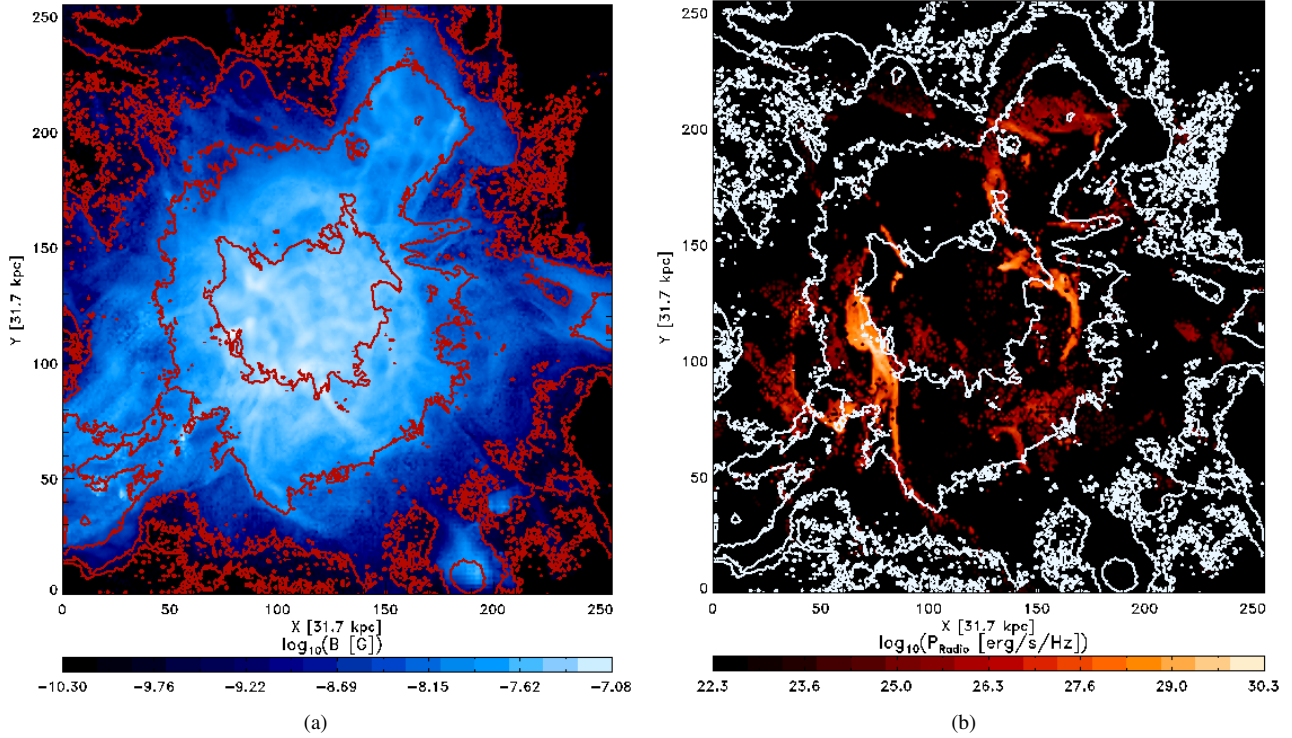 250
200
150
100
50
0
Y [31.7 kpc]
0 50 100 150 200 250
X [31.7 kpc]
log₁₀(B [G])
−10.30 −9.76 −9.22 −8.69 −8.15 −7.62 −7.08
(a)
250
200
150
100
50
0
Y [31.7 kpc]
0 50 100 150 200 250
X [31.7 kpc]
log₁₀(P_Radio [erg/s/Hz])
22.5 23.6 25.0 26.3 27.6 29.0 30.3
(b)